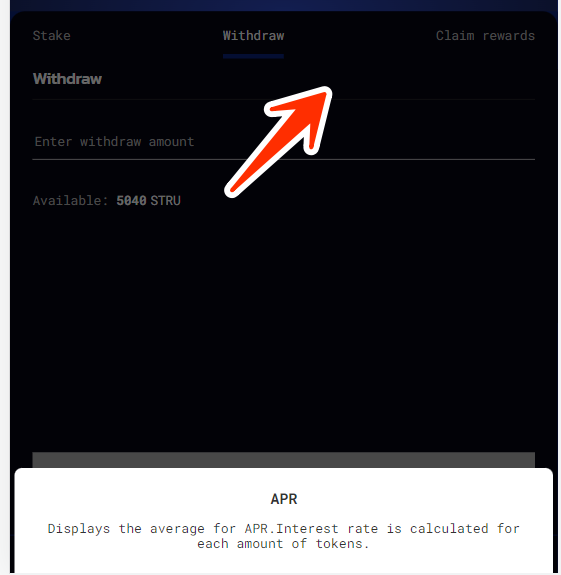 Stake
Withdraw
Claim rewards
Withdraw
Enter withdraw amount
Available: 5040 STRU
APR
Displays the average for APR.Interest rate is calculated for
each amount of tokens.